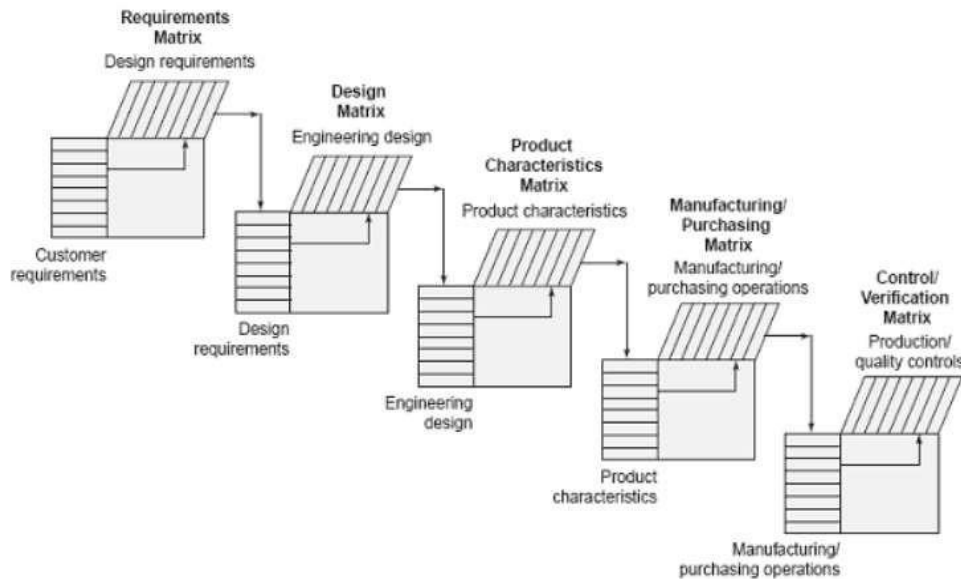 Requirements
Matrix
Design requirements
Customer
requirements
Design
Matrix
Engineering design
Design
requirements
Product
Characteristics
Matrix
Product characteristics
Engineering
design
Manufacturing/
Purchasing
Matrix
Manufacturing/
purchasing operations
Product
characteristics
Control/
Verification
Matrix
Production/
quality controls
Manufacturing/
purchasing operations